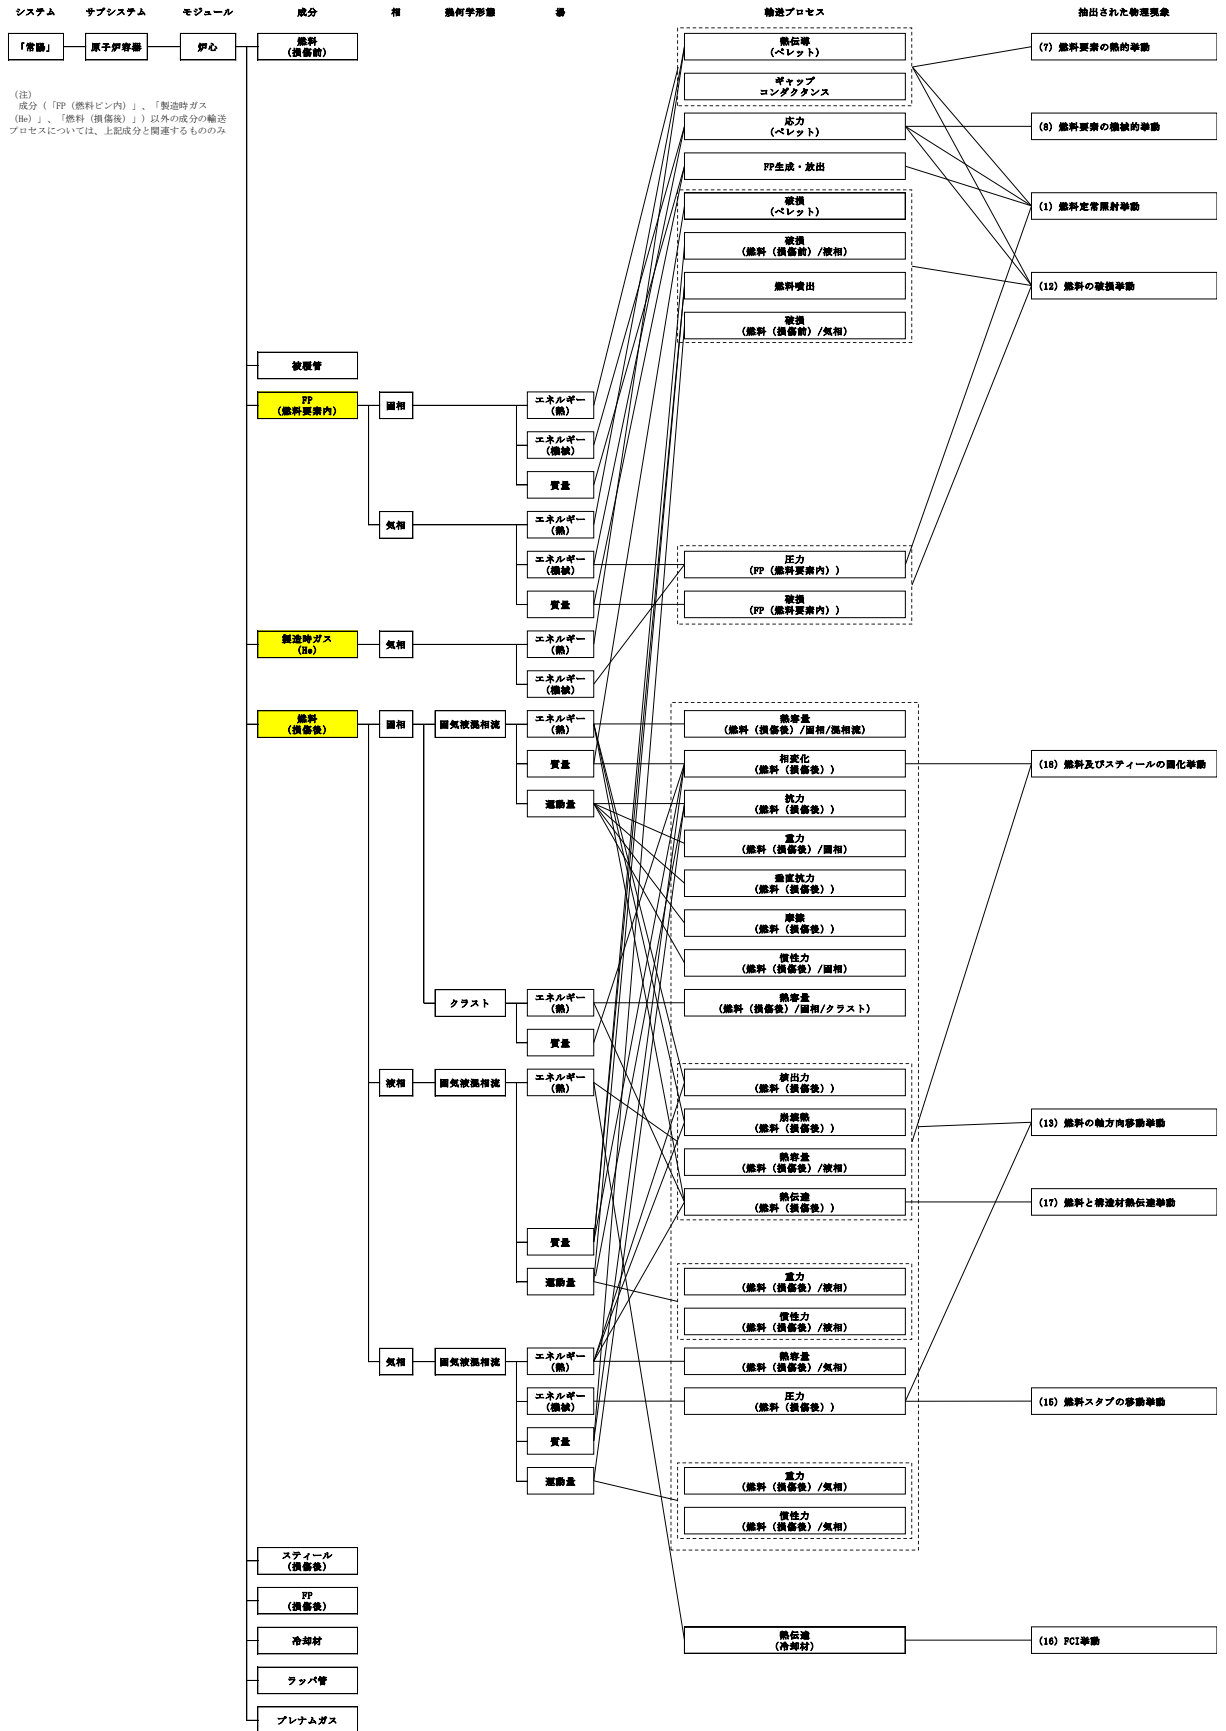 システム サブシステム モジュール 成分 相 幾何学形態 場 輸送プロセス 抽出された物理現象
「常陽」
原子炉容器
炉心
燃料
(損傷前)
(注)
成分(「FP(燃料ピン内)」、「製造時ガス
(He)」、「燃料(損傷後)」)以外の成分の輸送
プロセスについては、上記成分と関連するもののみ
熱伝導
(ペレット)
(7) 燃料要素の熱的挙動
ギャップ
コンダクタンス
応力
(ペレット)
(8) 燃料要素の機械的挙動
FP生成・放出
破損
(ペレット)
(1) 燃料定常照射挙動
破損
(燃料(損傷前)/液相)
燃料噴出
(12) 燃料の破損挙動
破損
(燃料(損傷前)/気相)
被覆管
FP
(燃料要素内)
固相
エネルギー
(熱)
エネルギー
(機械)
質量
気相
エネルギー
(熱)
エネルギー
(機械)
圧力
(FP(燃料要素内))
質量
破損
(FP(燃料要素内))
製造時ガス
(He)
気相
エネルギー
(熱)
エネルギー
(機械)
燃料
(損傷後)
固相
固気液混相流
エネルギー
(熱)
熱容量
(燃料(損傷後)/固相/混相流)
質量
相変化
(燃料(損傷後))
(18) 燃料及びスティールの固化挙動
運動量
抗力
(燃料(損傷後))
重力
(燃料(損傷後)/固相)
垂直抗力
(燃料(損傷後))
摩擦
(燃料(損傷後))
慣性力
(燃料(損傷後)/固相)
クラスト
エネルギー
(熱)
熱容量
(燃料(損傷後)/固相/クラスト)
質量
液相
固気液混相流
エネルギー
(熱)
核出力
(燃料(損傷後))
崩壊熱
(燃料(損傷後))
(13) 燃料の軸方向移動挙動
熱容量
(燃料(損傷後)/液相)
熱伝達
(燃料(損傷後))
(17) 燃料と構造材熱伝達挙動
質量
運動量
重力
(燃料(損傷後)/液相)
慣性力
(燃料(損傷後)/液相)
気相
固気液混相流
エネルギー
(熱)
熱容量
(燃料(損傷後)/気相)
エネルギー
(機械)
圧力
(燃料(損傷後))
(15) 燃料スタブの移動挙動
質量
運動量
重力
(燃料(損傷後)/気相)
慣性力
(燃料(損傷後)/気相)
スティール
(損傷後)
FP
(損傷後)
冷却材
熱伝達
(冷却材)
(16) FCI挙動
ラッパ管
プレナムガス